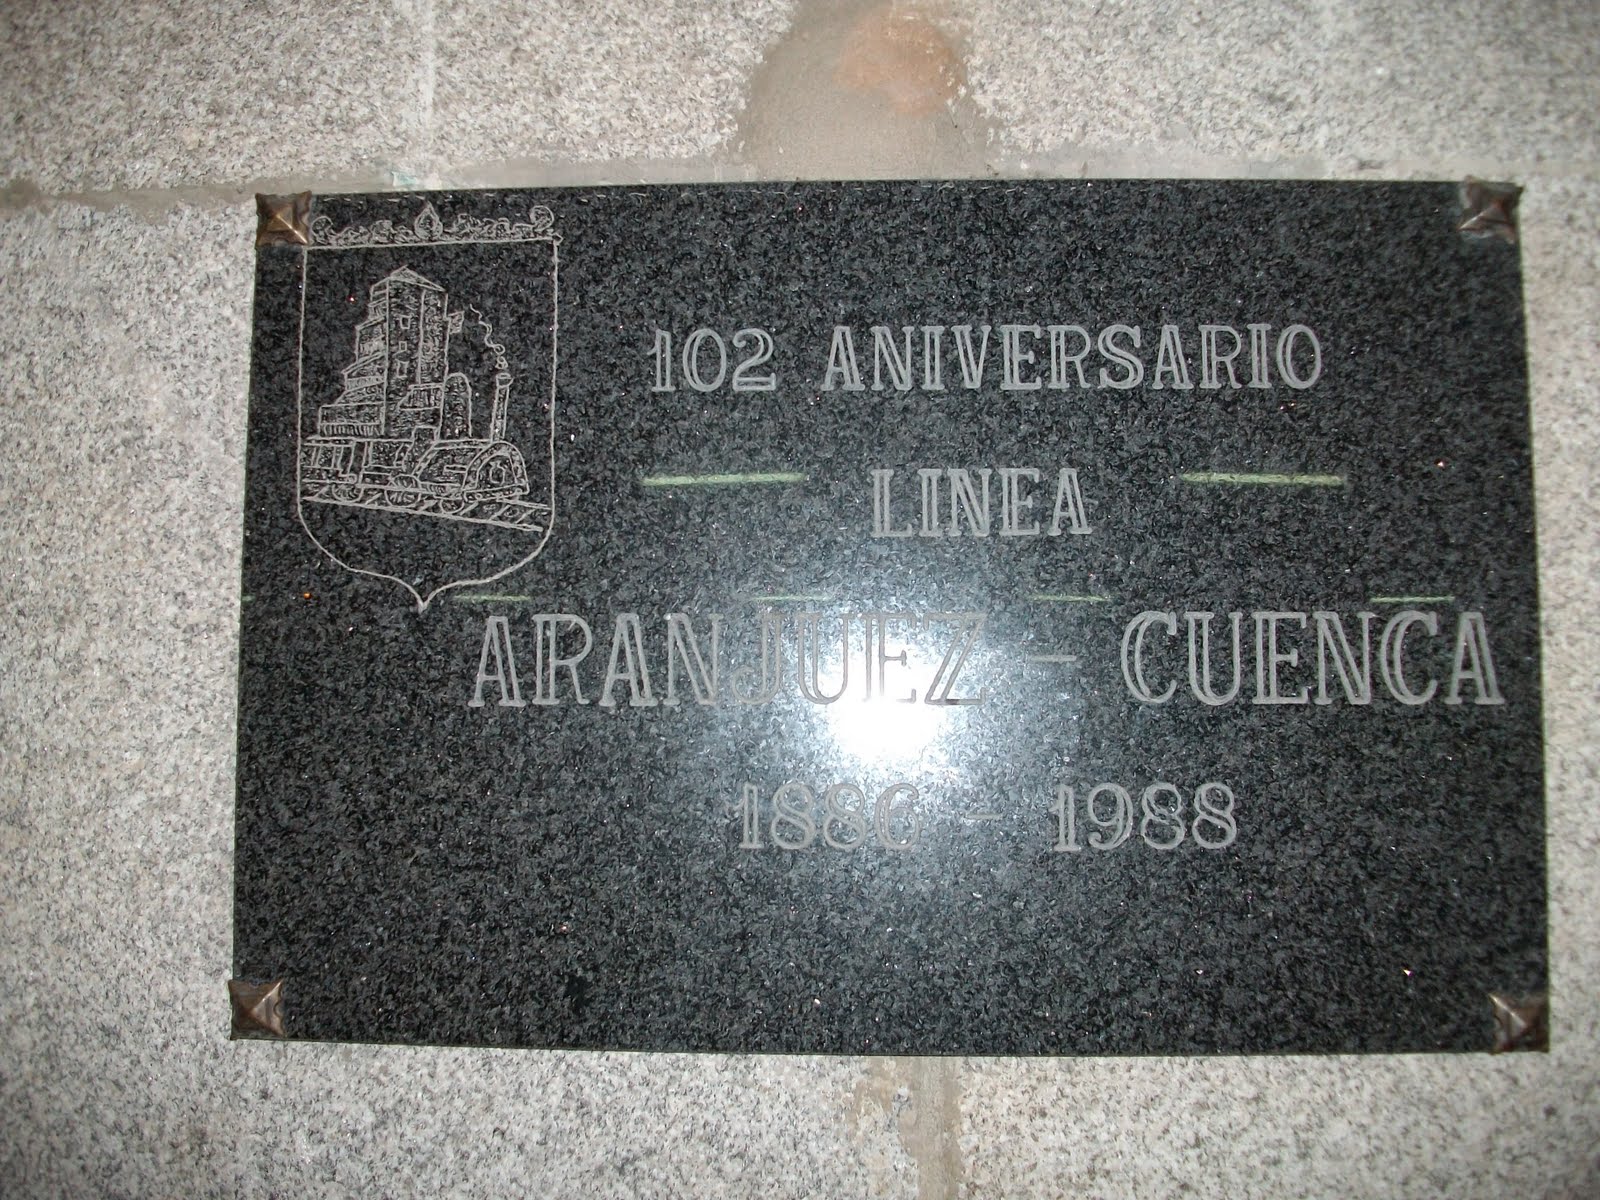 102 ANIVERSARIO
LINEA
ARANJUEZ - CUENCA
1886 - 1988